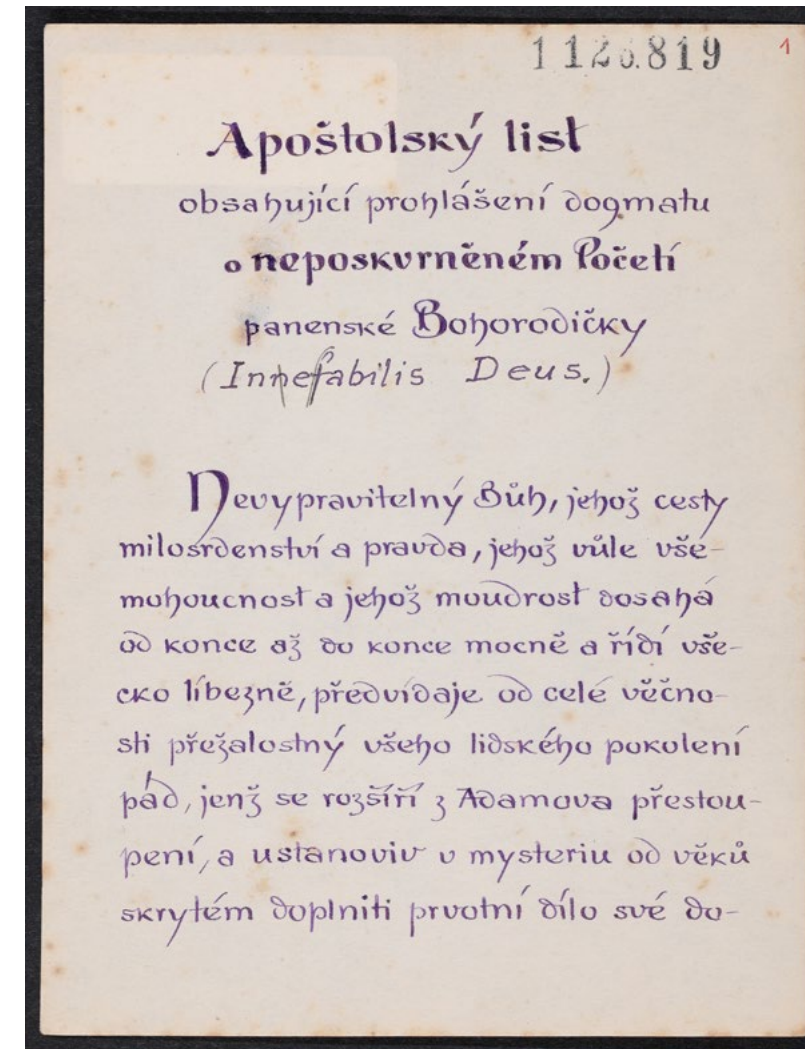 1126.819 1
Apoštolský list
obsahující prohlášení dogmatu
o neposkvrněném Početí
panenské Bohorodičky
(Inneffabilis Deus.)
Nevypravitelný Bůh, jehož cesty
milosrdenství a pravda, jehož vůle vše-
mohoucnost a jehož moudrost dosahá
od konce až do konce mocně a řídí vše-
cko líbezně, předvídaje od celé věčno-
sti přežalostný všeho lidského pokolení
pád, jenž se rozšíří z Adamova přestou-
pení, a ustanoviv v mysteriu od věků
skrytém doplniti prvotní dílo své do-